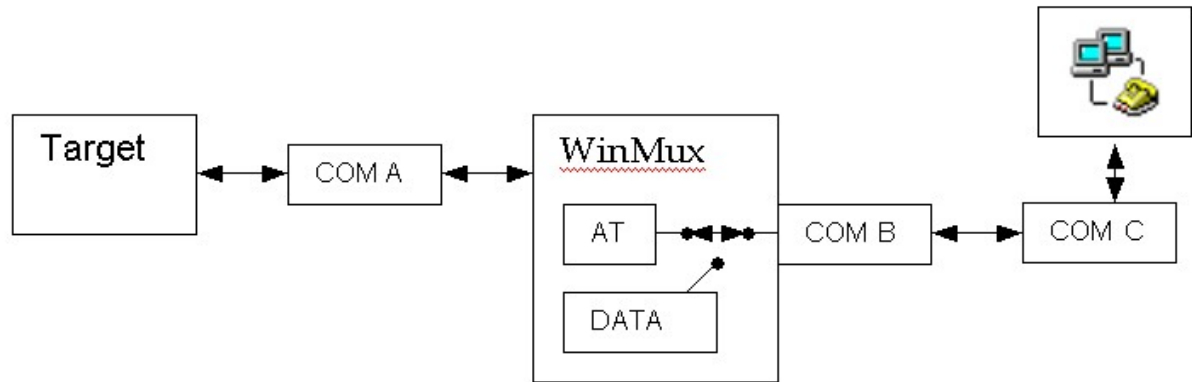 Target
COM A
WinMux
AT
DATA
COM B
COM C